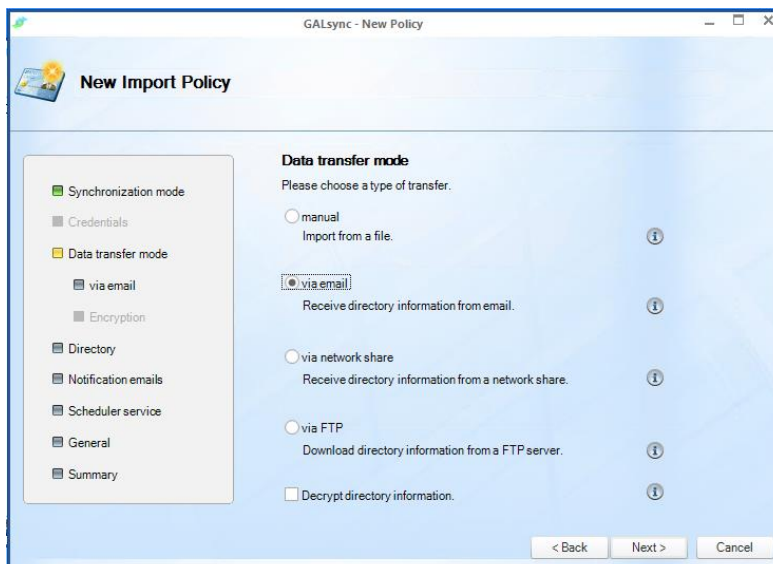 GALsync - New Policy
New Import Policy
Synchronization mode
Credentials
Data transfer mode
via email
Encryption
Directory
Notification emails
Scheduler service
General
Summary
Data transfer mode
Please choose a type of transfer.
manual
Import from a file.
via email
Receive directory information from email.
via network share
Receive directory information from a network share.
via FTP
Download directory information from a FTP server.
Decrypt directory information.
< Back
Next >
Cancel